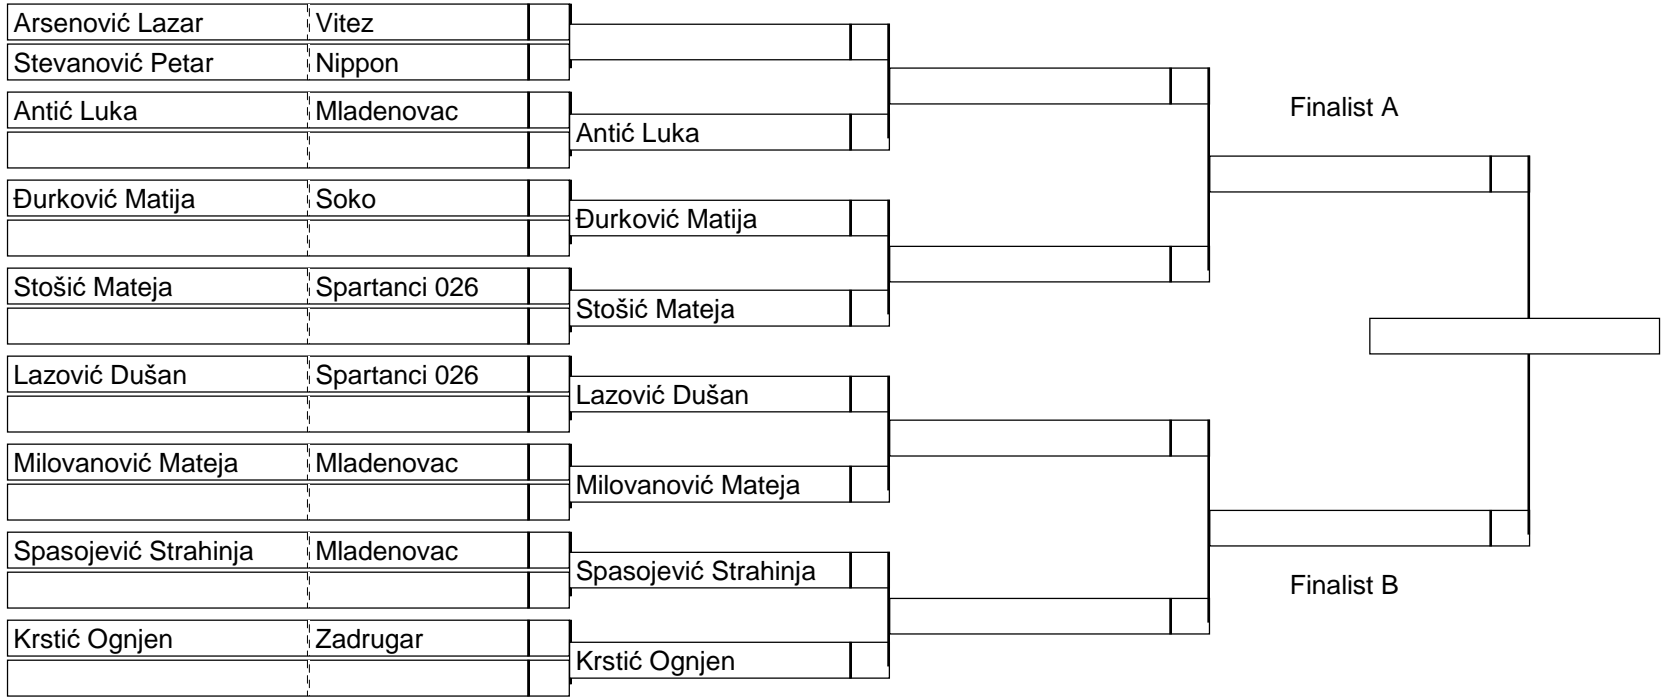 Arsenović Lazar Vitez
Stevanović Petar Nippon
Antić Luka Mladenovac
Antić Luka
Đurković Matija Soko
Đurković Matija
Stošić Mateja Spartanci 026
Stošić Mateja
Lazović Dušan Spartanci 026
Lazović Dušan
Milovanović Mateja Mladenovac
Milovanović Mateja
Spasojević Strahinja Mladenovac
Spasojević Strahinja
Krstić Ognjen Zadrugar
Krstić Ognjen
Finalist A
Finalist B